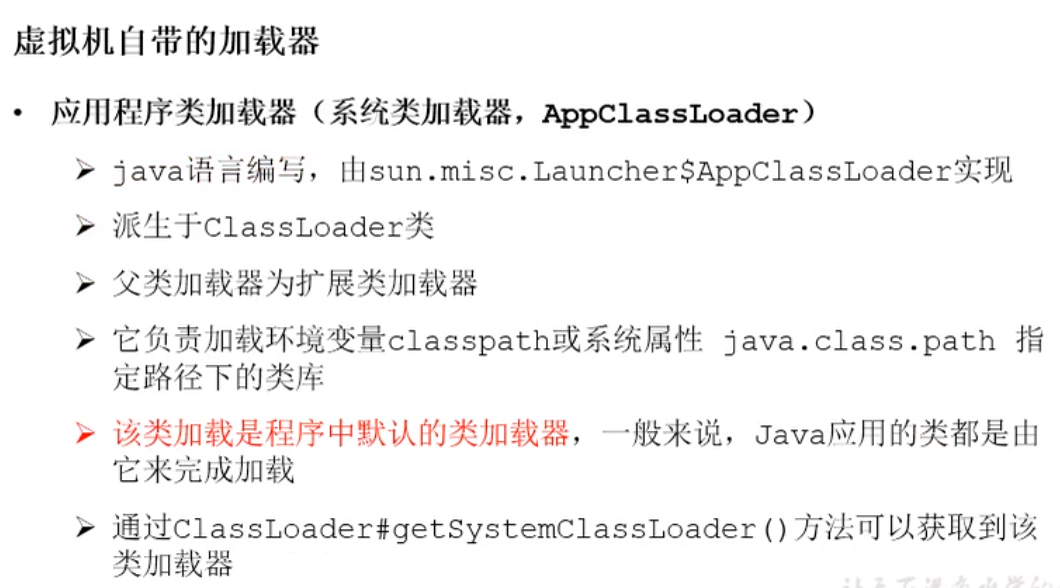 虚拟机自带的加载器
• 应用程序类加载器（系统类加载器，AppClassLoader）
➢ java语言编写，由sun.misc.Launcher$AppClassLoader实现
➢ 派生于ClassLoader类
➢ 父类加载器为扩展类加载器
➢ 它负责加载环境变量classpath或系统属性 java.class.path 指
定路径下的类库
➢ 该类加载是程序中默认的类加载器，一般来说，Java应用的类都是由
它来完成加载
➢ 通过ClassLoader#getSystemClassLoader()方法可以获取到该
类加载器